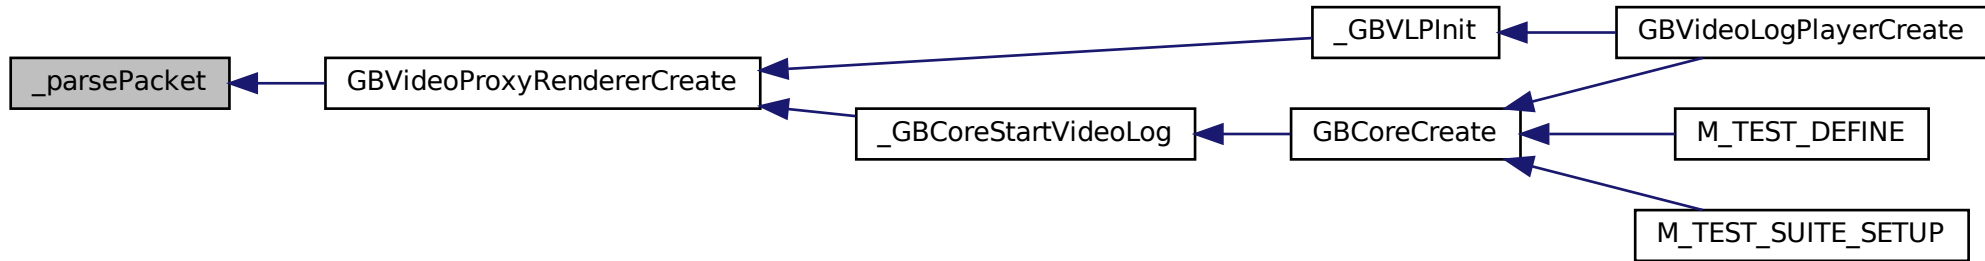 _parsePacket
GBVideoProxyRendererCreate
_GBVLPInit
GBVideoLogPlayerCreate
_GBCoreStartVideoLog
GBCoreCreate
M_TEST_DEFINE
M_TEST_SUITE_SETUP